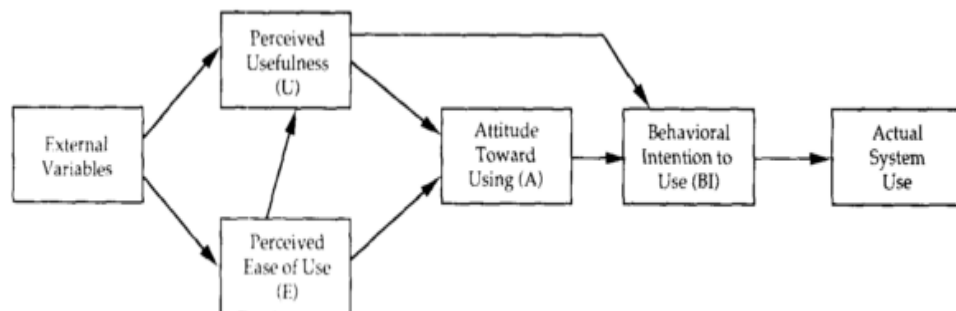 Perceived
Usefulness
(U)
External
Variables
Attitude
Toward
Using (A)
Behavioral
Intention to
Use (BI)
Actual
System
Use
Perceived
Ease of Use
(E)